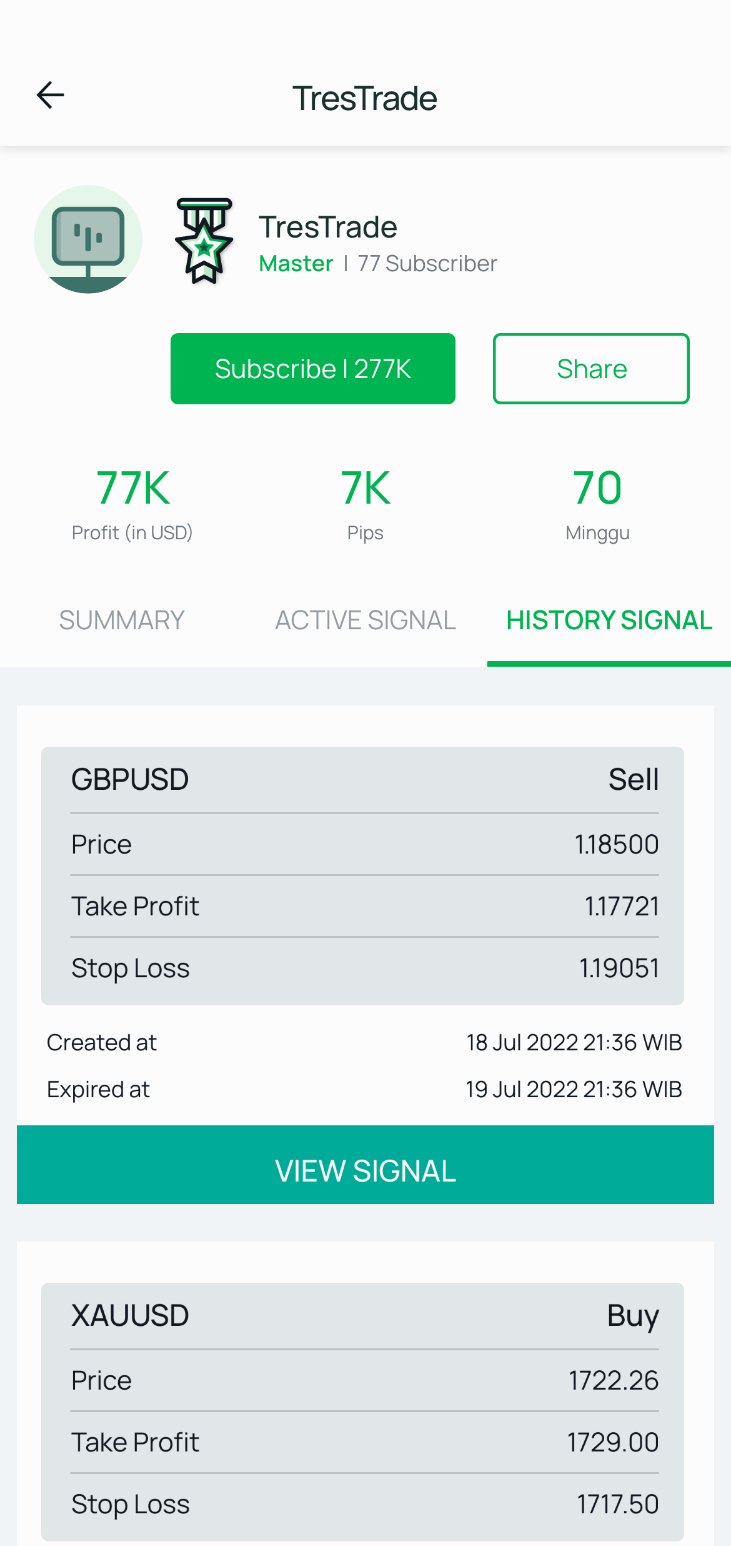 TresTrade
TresTrade
Master | 77 Subscriber
Subscribe | 277K
Share
77K
7K
70
Profit (in USD)
Pips
Minggu
SUMMARY
ACTIVE SIGNAL
HISTORY SIGNAL
GBPUSD Sell
Price 1.18500
Take Profit 1.17721
Stop Loss 1.19051
Created at 18 Jul 2022 21:36 WIB
Expired at 19 Jul 2022 21:36 WIB
VIEW SIGNAL
XAUUSD Buy
Price 1722.26
Take Profit 1729.00
Stop Loss 1717.50